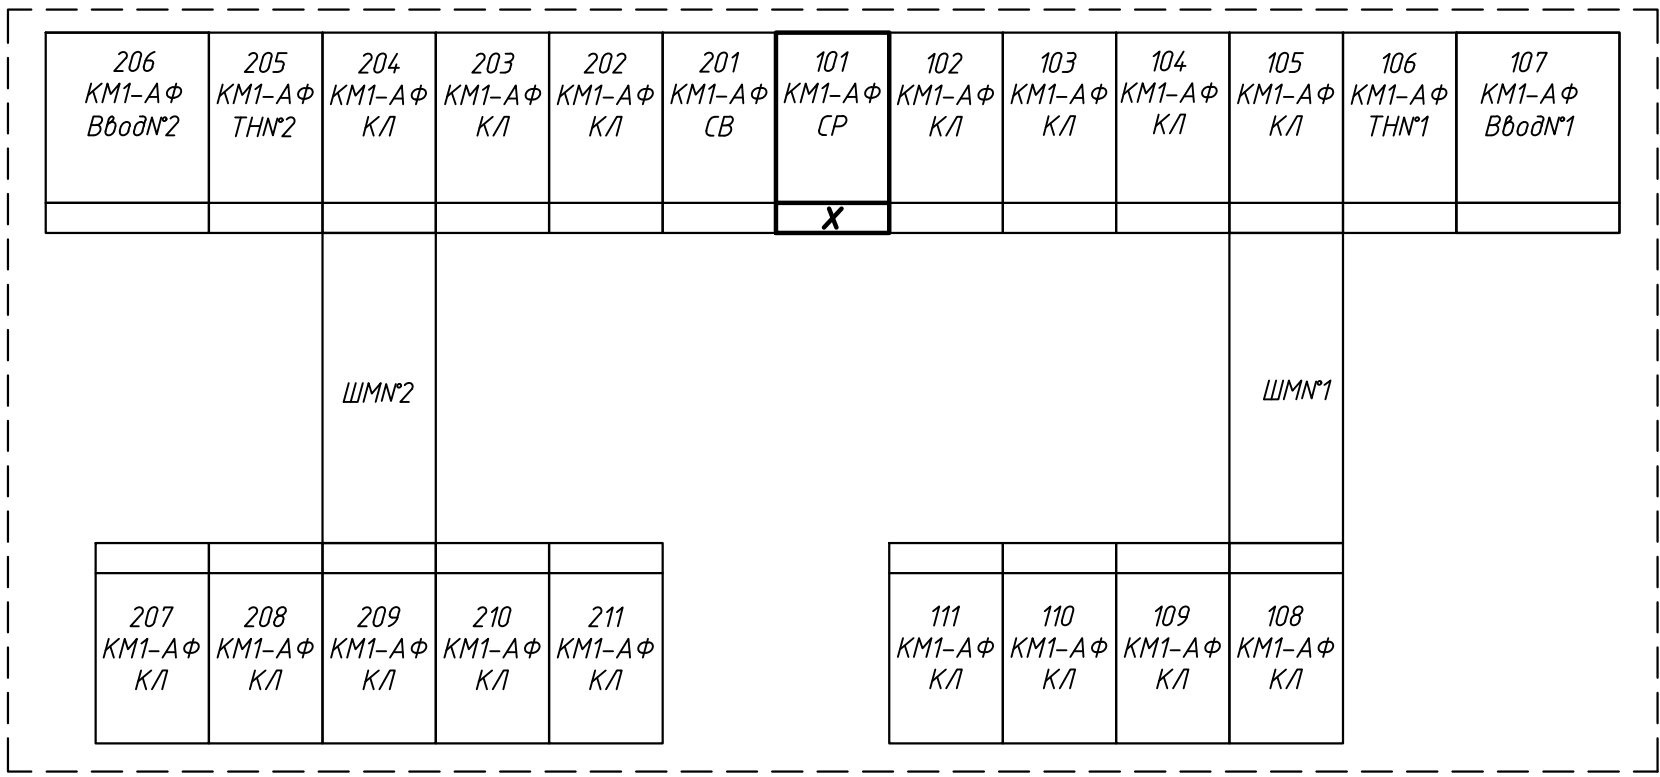 206
КМ1-АФ
Ввод№2
205
КМ1-АФ
ТН№2
204
КМ1-АФ
КЛ
203
КМ1-АФ
КЛ
202
КМ1-АФ
КЛ
201
КМ1-АФ
СВ
101
КМ1-АФ
СР
X
102
КМ1-АФ
КЛ
103
КМ1-АФ
КЛ
104
КМ1-АФ
КЛ
105
КМ1-АФ
КЛ
106
КМ1-АФ
ТН№1
107
КМ1-АФ
Ввод№1
ШМ№2
ШМ№1
207
КМ1-АФ
КЛ
208
КМ1-АФ
КЛ
209
КМ1-АФ
КЛ
210
КМ1-АФ
КЛ
211
КМ1-АФ
КЛ
111
КМ1-АФ
КЛ
110
КМ1-АФ
КЛ
109
КМ1-АФ
КЛ
108
КМ1-АФ
КЛ